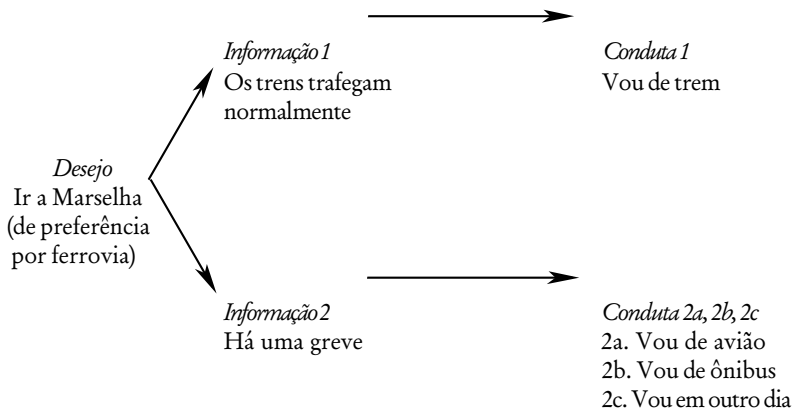 Informação 1
Os trens trafegam
normalmente
Conduta 1
Vou de trem
Desejo
Ir a Marselha
(de preferência
por ferrovia)
Informação 2
Há uma greve
Conduta 2a, 2b, 2c
2a. Vou de avião
2b. Vou de ônibus
2c. Vou em outro dia